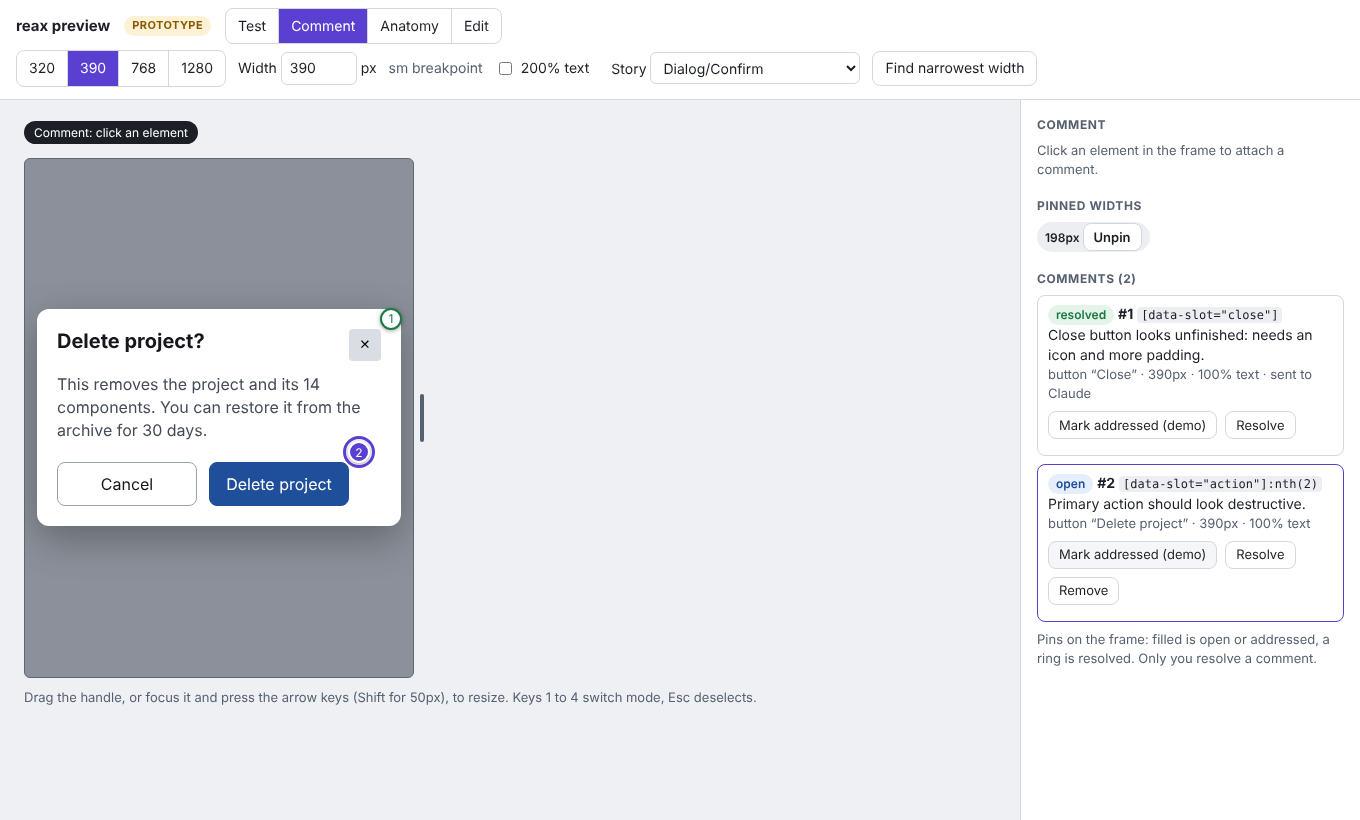 reax preview PROTOTYPE Test Comment Anatomy Edit
320 390 768 1280 Width 390 px sm breakpoint 200% text Story Dialog/Confirm Find narrowest width
Comment: click an element
1
Delete project?
×
This removes the project and its 14
components. You can restore it from the
archive for 30 days.
2
Cancel Delete project
Drag the handle, or focus it and press the arrow keys (Shift for 50px), to resize. Keys 1 to 4 switch mode, Esc deselects.
COMMENT
Click an element in the frame to attach a
comment.
PINNED WIDTHS
198px Unpin
COMMENTS (2)
resolved #1 [data-slot="close"]
Close button looks unfinished: needs an
icon and more padding.
button “Close” · 390px · 100% text · sent to
Claude
Mark addressed (demo) Resolve
open #2 [data-slot="action"]:nth(2)
Primary action should look destructive.
button “Delete project” · 390px · 100% text
Mark addressed (demo) Resolve
Remove
Pins on the frame: filled is open or addressed, a
ring is resolved. Only you resolve a comment.